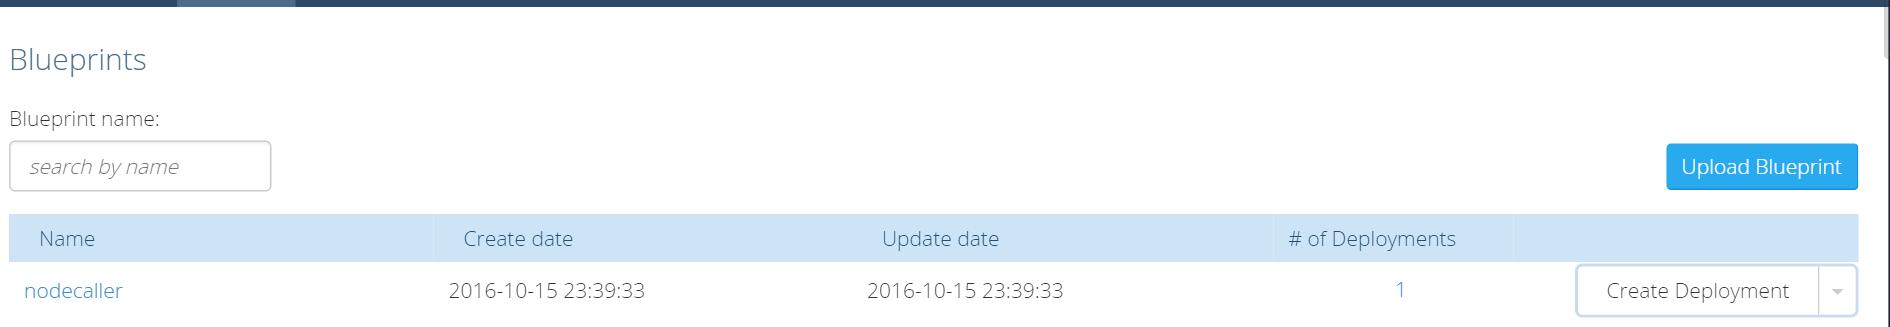 Blueprints
Blueprint name:
search by name
Upload Blueprint
Name Create date Update date # of Deployments
nodecaller 2016-10-15 23:39:33 2016-10-15 23:39:33 1 Create Deployment